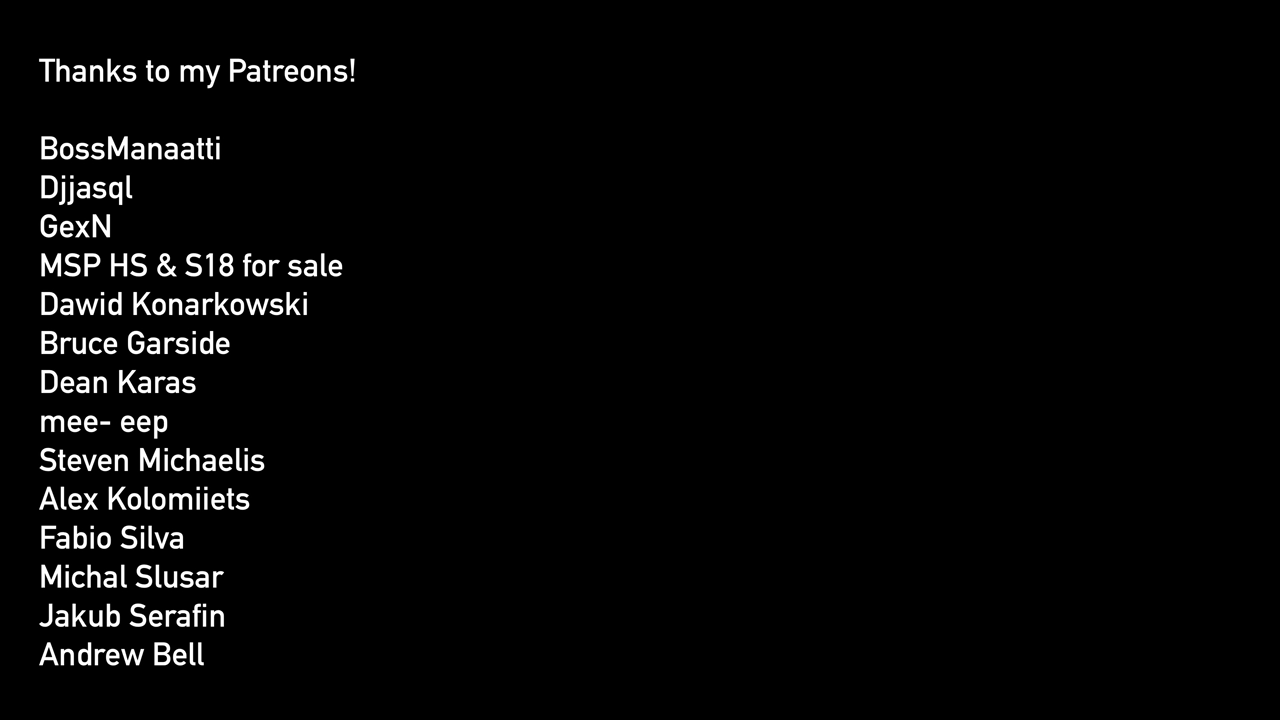 Thanks to my Patreons!
BossManaatti
Djjasql
GexN
MSP HS & S18 for sale
Dawid Konarkowski
Bruce Garside
Dean Karas
mee- eep
Steven Michaelis
Alex Kolomiiets
Fabio Silva
Michal Slusar
Jakub Serafin
Andrew Bell